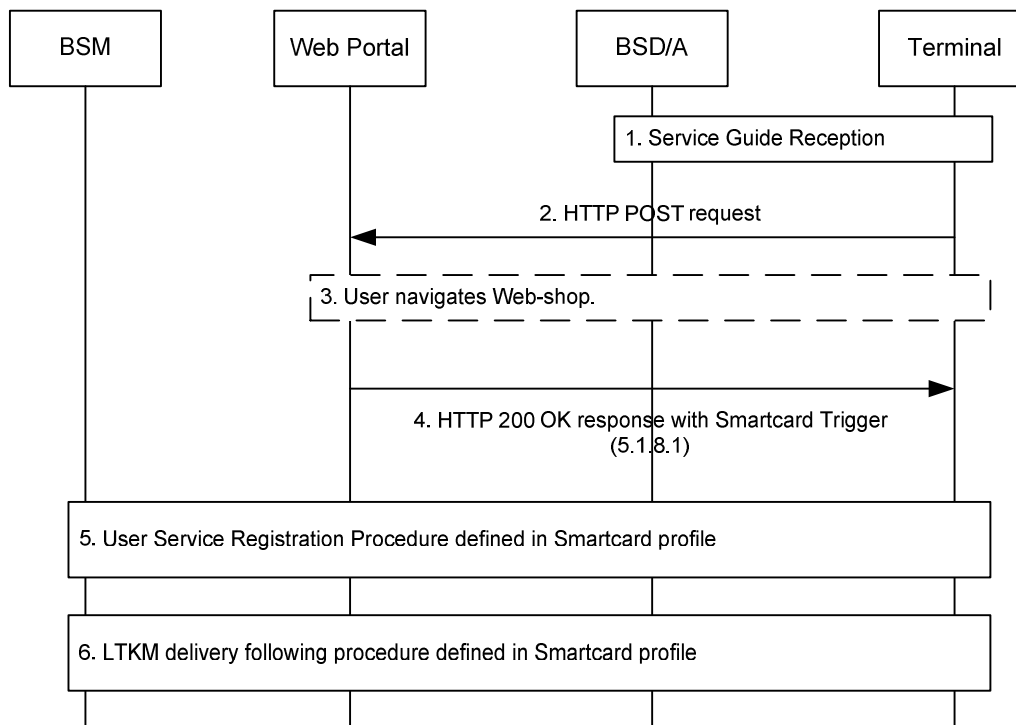 BSM
Web Portal
BSD/A
Terminal
1. Service Guide Reception
2. HTTP POST request
3. User navigates Web-shop.
4. HTTP 200 OK response with Smartcard Trigger
(5.1.8.1)
5. User Service Registration Procedure defined in Smartcard profile
6. LTKM delivery following procedure defined in Smartcard profile